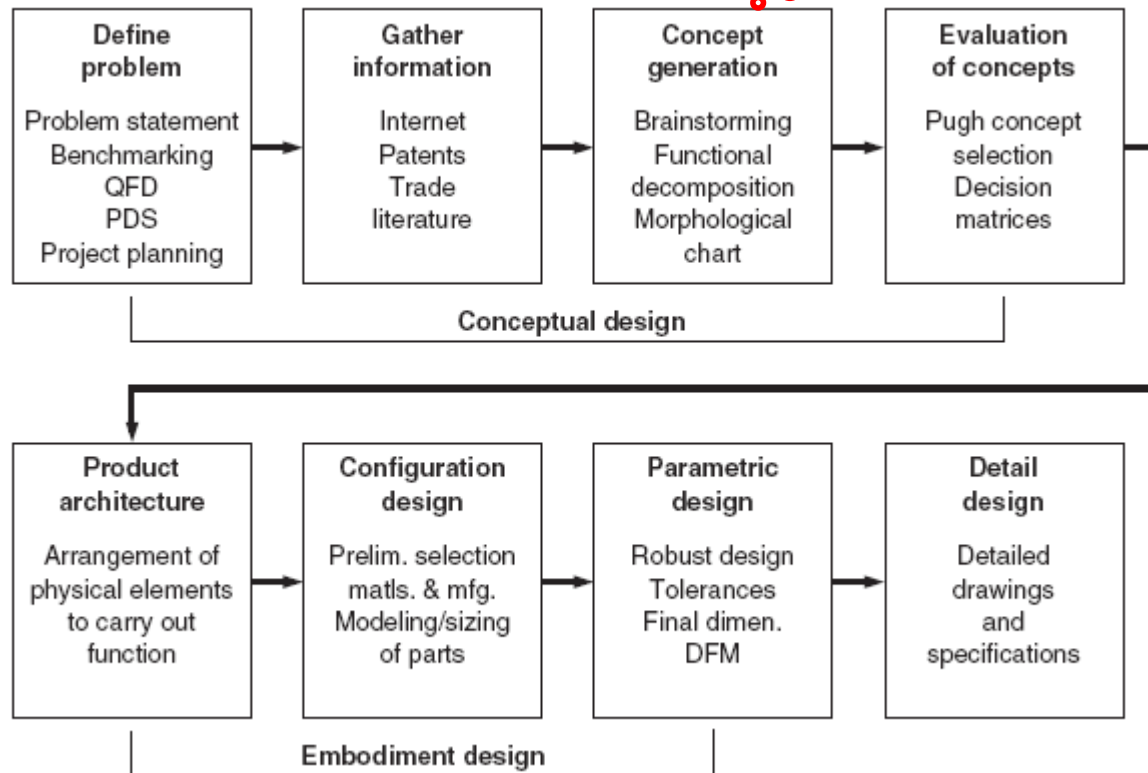 Define
problem
Problem statement
Benchmarking
QFD
PDS
Project planning
Gather
information
Internet
Patents
Trade
literature
Concept
generation
Brainstorming
Functional
decomposition
Morphological
chart
Evaluation
of concepts
Pugh concept
selection
Decision
matrices
Conceptual design
Product
architecture
Arrangement of
physical elements
to carry out
function
Configuration
design
Prelim. selection
matls. & mfg.
Modeling/sizing
of parts
Parametric
design
Robust design
Tolerances
Final dimen.
DFM
Detail
design
Detailed
drawings
and
specifications
Embodiment design